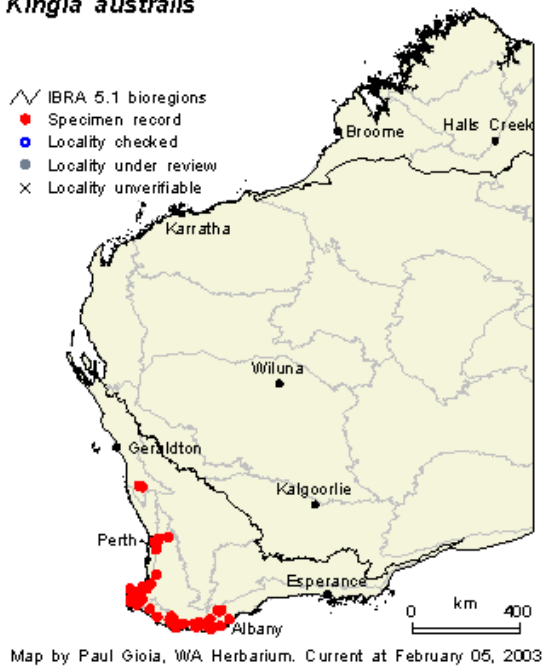 Kingia australis
IBRA 5.1 bioregions
Specimen record
Locality checked
Locality under review
Locality unverifiable
Broome
Halls Creek
Karratha
Wiluna
Geraldton
Kalgoorlie
Perth
Esperance
Albany
0 km 400
Map by Paul Gioia, WA Herbarium. Current at February 05, 2003